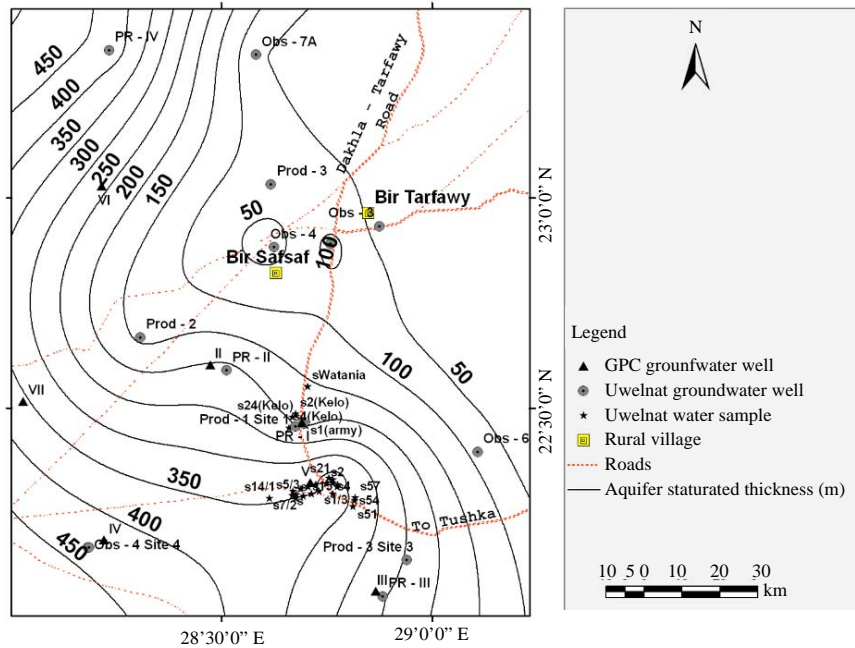 450
400
350
300
250
200
150
PR - IV
Obs - 7A
Dakhla - Tarfawy
Road
VI
Prod - 3
Bir Tarfawy
50
Obs - 3
Obs - 4
100
Bir Safsaf
Prod - 2
II
PR - II
sWatania
100
50
VII
s24(Kelo)
s2(Kelo)
Prod - 1 Site 1
s4(Kelo)
s1(army)
PR - I
Obs - 6
350
V
s21
s2
s14/1
s5/3
s4
s57
s7/2
s1/3
s54
s51
To Tushka
400
450
IV
Obs - 4 Site 4
Prod - 3 Site 3
III
PR - III
28'30'0" E
29'0'0" E
23'0'0" N
22'30'0" N
N
Legend
GPC grounfwater well
Uwelnat groundwater well
Uwelnat water sample
Rural village
Roads
Aquifer staturated thickness (m)
10 5 0 10 20 30
km